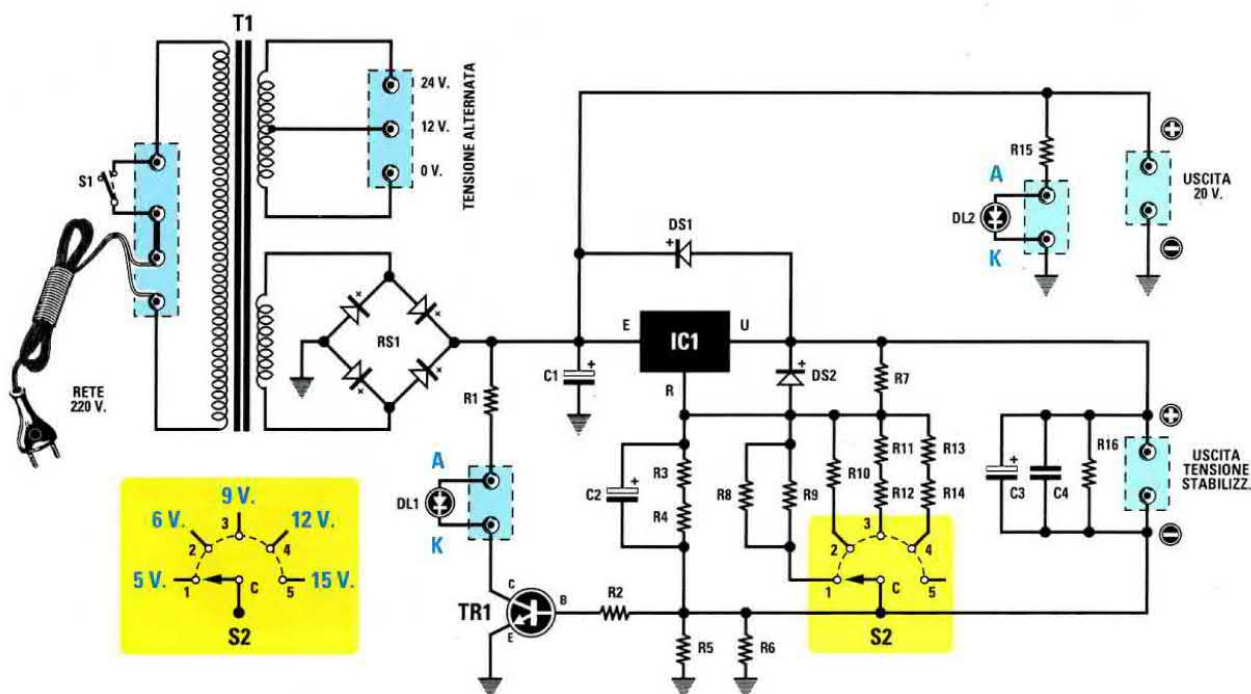 T1
24 V.
12 V.
0 V.
TENSIONE ALTERNATA
S1
RETE
220 V.
RS1
R1
A
DL1
K
C
B
E
TR1
R2
C1
DS1
E
IC1
U
R
DS2
R7
R15
A
DL2
K
+
USCITA
20 V.
−
C2
R3
R4
R8
R9
R10
R11
R12
R13
R14
C3
C4
R16
+
USCITA
TENSIONE
STABILIZZ.
−
R5
R6
1
2
3
4
5
C
S2
5 V.
6 V.
9 V.
12 V.
15 V.
1
2
3
4
5
C
S2